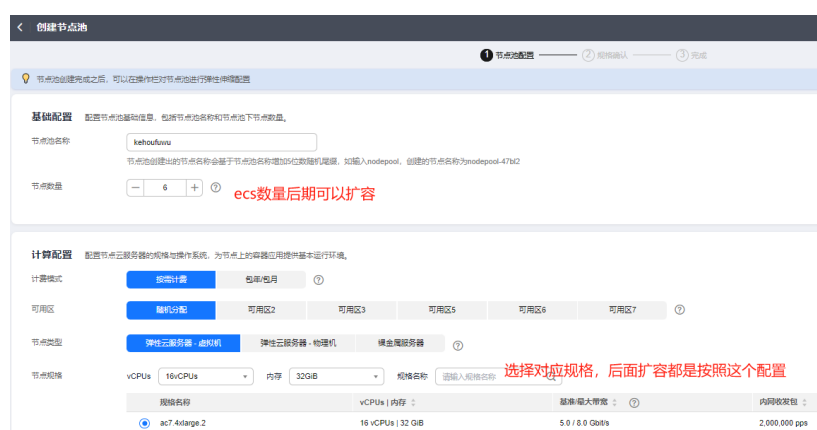 创建节点池
1 节点池配置 2 规格确认 3 完成
节点池创建完成之后，可以在操作栏对节点池进行弹性伸缩配置
基础配置 配置节点池基础信息，包括节点池名称和节点池下节点数量。
节点池名称 kehoufuwu
节点池创建出的节点名称会基于节点池名称增加5位数随机尾缀，如输入nodepool，创建的节点名称为nodepool-47bl2
节点数量 － 6 ＋ ?
ecs数量后期可以扩容
计算配置 配置节点云服务器的规格与操作系统，为节点上的容器应用提供基本运行环境。
计费模式 按需计费 包年/包月 ?
可用区 随机分配 可用区2 可用区3 可用区5 可用区6 可用区7 ?
节点类型 弹性云服务器 - 虚拟机 弹性云服务器 - 物理机 裸金属服务器 ?
选择对应规格，后面扩容都是按照这个配置
节点规格 vCPUs 16vCPUs 内存 32GiB 规格名称 请输入规格名称
规格名称 vCPUs | 内存 基准/最大带宽 ? 内网收发包
ac7.4xlarge.2 16 vCPUs | 32 GiB 5.0 / 8.0 Gbit/s 2,000,000 pps